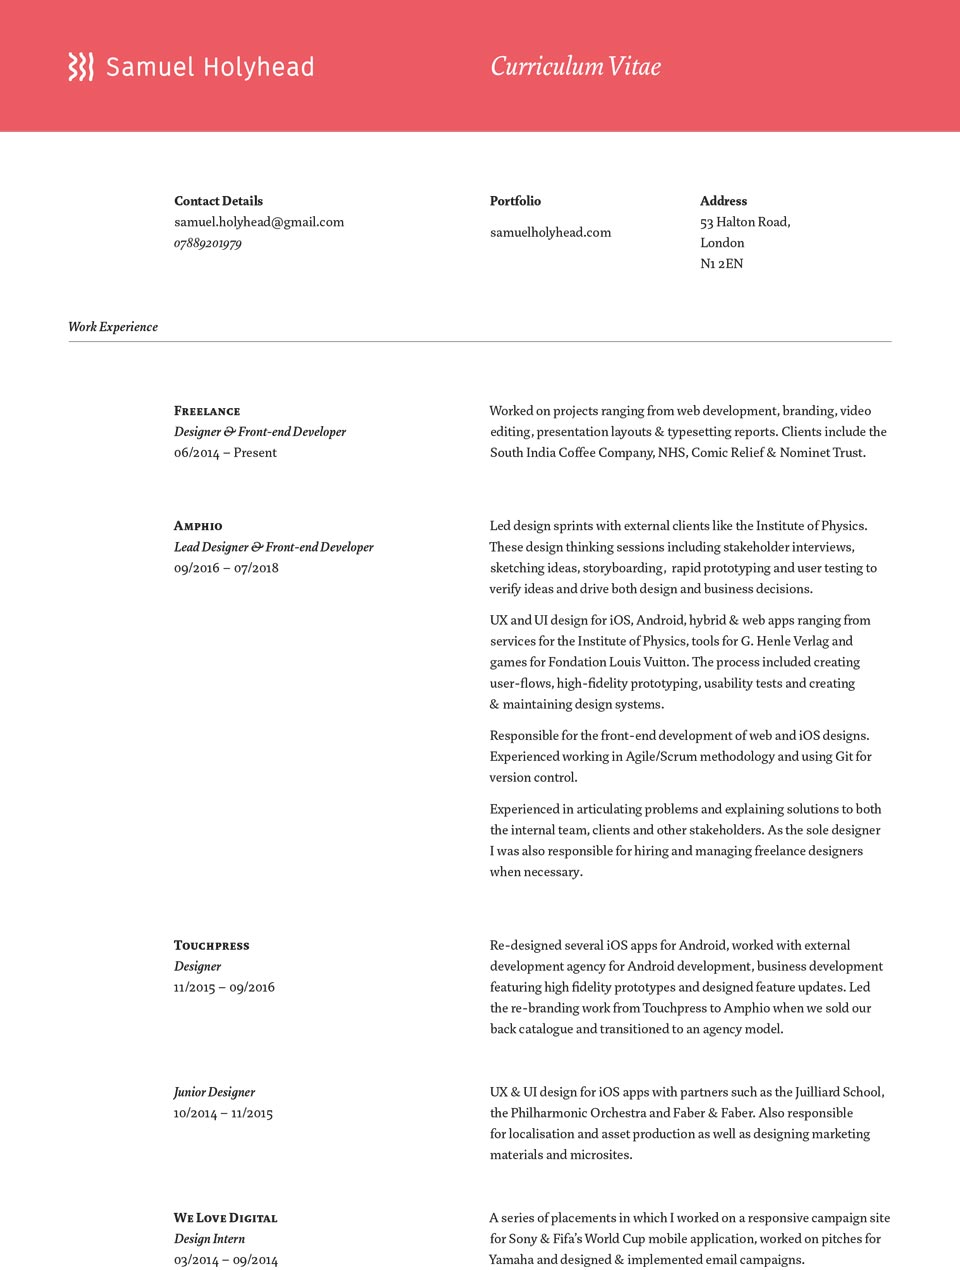 Samuel Holyhead
Curriculum Vitae
Contact Details
samuel.holyhead@gmail.com
07889201979
Portfolio
samuelholyhead.com
Address
53 Halton Road,
London
N1 2EN
Work Experience
Freelance
Designer & Front-end Developer
06/2014 – Present
Worked on projects ranging from web development, branding, video
editing, presentation layouts & typesetting reports. Clients include the
South India Coffee Company, NHS, Comic Relief & Nominet Trust.
Amphio
Lead Designer & Front-end Developer
09/2016 – 07/2018
Led design sprints with external clients like the Institute of Physics.
These design thinking sessions including stakeholder interviews,
sketching ideas, storyboarding, rapid prototyping and user testing to
verify ideas and drive both design and business decisions.
UX and UI design for iOS, Android, hybrid & web apps ranging from
services for the Institute of Physics, tools for G. Henle Verlag and
games for Fondation Louis Vuitton. The process included creating
user-flows, high-fidelity prototyping, usability tests and creating
& maintaining design systems.
Responsible for the front-end development of web and iOS designs.
Experienced working in Agile/Scrum methodology and using Git for
version control.
Experienced in articulating problems and explaining solutions to both
the internal team, clients and other stakeholders. As the sole designer
I was also responsible for hiring and managing freelance designers
when necessary.
Touchpress
Designer
11/2015 – 09/2016
Re-designed several iOS apps for Android, worked with external
development agency for Android development, business development
featuring high fidelity prototypes and designed feature updates. Led
the re-branding work from Touchpress to Amphio when we sold our
back catalogue and transitioned to an agency model.
Junior Designer
10/2014 – 11/2015
UX & UI design for iOS apps with partners such as the Juilliard School,
the Philharmonic Orchestra and Faber & Faber. Also responsible
for localisation and asset production as well as designing marketing
materials and microsites.
We Love Digital
Design Intern
03/2014 – 09/2014
A series of placements in which I worked on a responsive campaign site
for Sony & Fifa's World Cup mobile application, worked on pitches for
Yamaha and designed & implemented email campaigns.